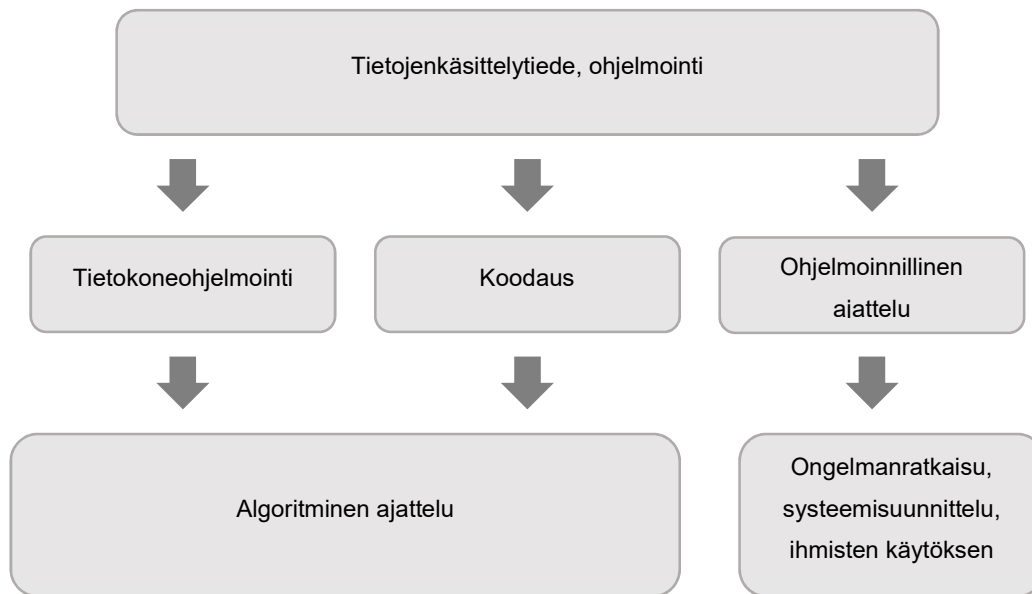 Tietojenkäsittelytiede, ohjelmointi
Tietokoneohjelmointi
Koodaus
Ohjelmoinnillinen
ajattelu
Algoritminen ajattelu
Ongelmanratkaisu,
systeemisuunnittelu,
ihmisten käytöksen